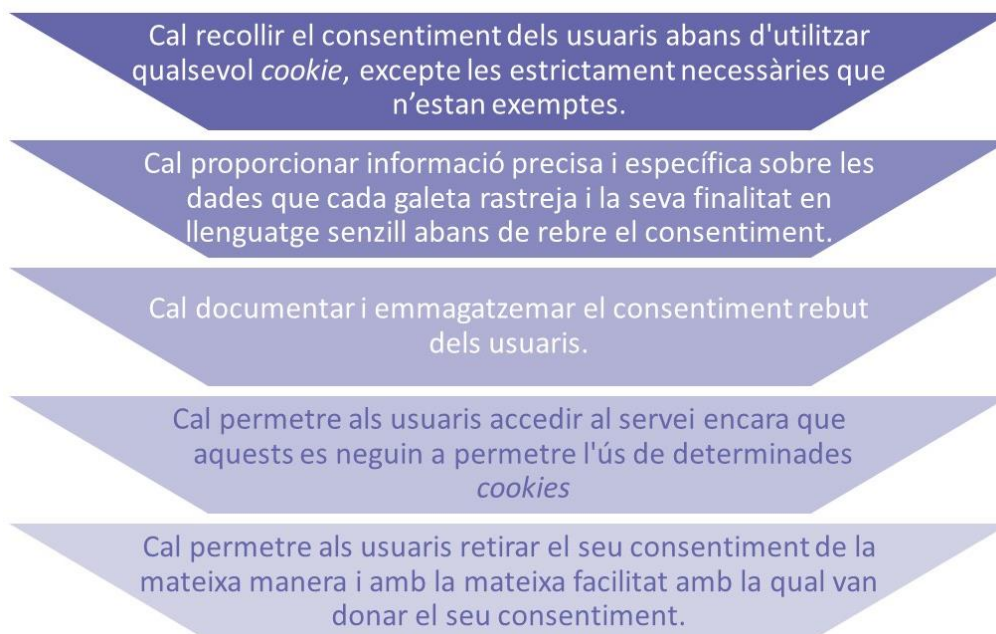 Cal recollir el consentiment dels usuaris abans d'utilitzar
qualsevol cookie, excepte les estrictament necessàries que
n’estan exemptes.
Cal proporcionar informació precisa i específica sobre les
dades que cada galeta rastreja i la seva finalitat en
llenguatge senzill abans de rebre el consentiment.
Cal documentar i emmagatzemar el consentiment rebut
dels usuaris.
Cal permetre als usuaris accedir al servei encara que
aquests es neguin a permetre l'ús de determinades
cookies
Cal permetre als usuaris retirar el seu consentiment de la
mateixa manera i amb la mateixa facilitat amb la qual van
donar el seu consentiment.